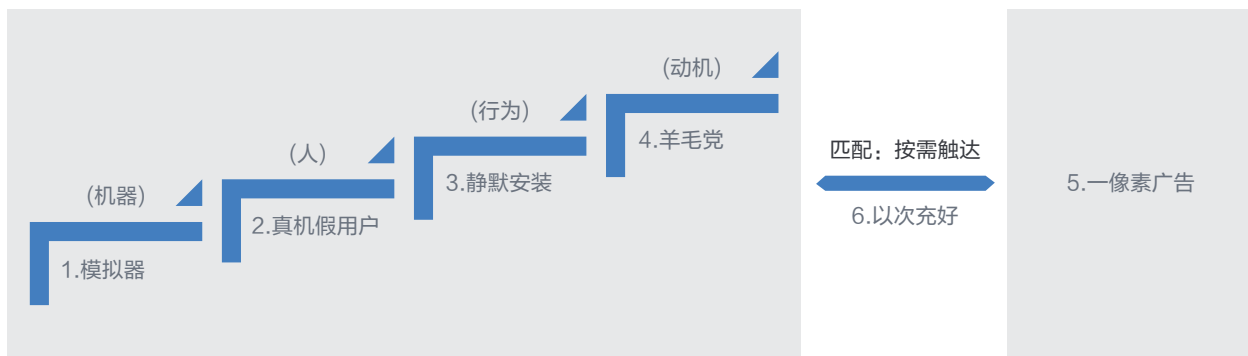 (机器)
1.模拟器
(人)
2.真机假用户
(行为)
3.静默安装
(动机)
4.羊毛党
匹配：按需触达
6.以次充好
5.一像素广告